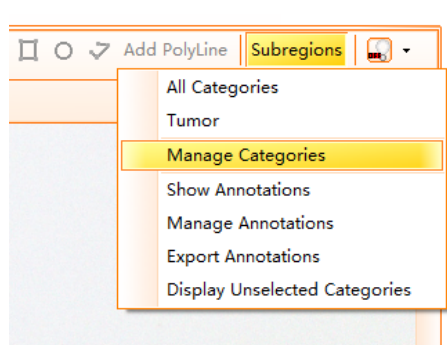 Add PolyLine Subregions
All Categories
Tumor
Manage Categories
Show Annotations
Manage Annotations
Export Annotations
Display Unselected Categories